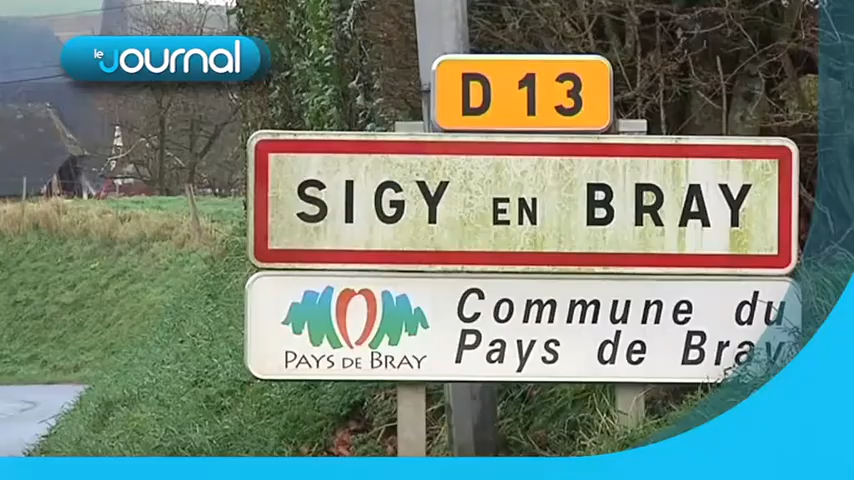 le Journal
D 13
SIGY EN BRAY
Commune du
Pays de Bray
PAYS DE BRAY